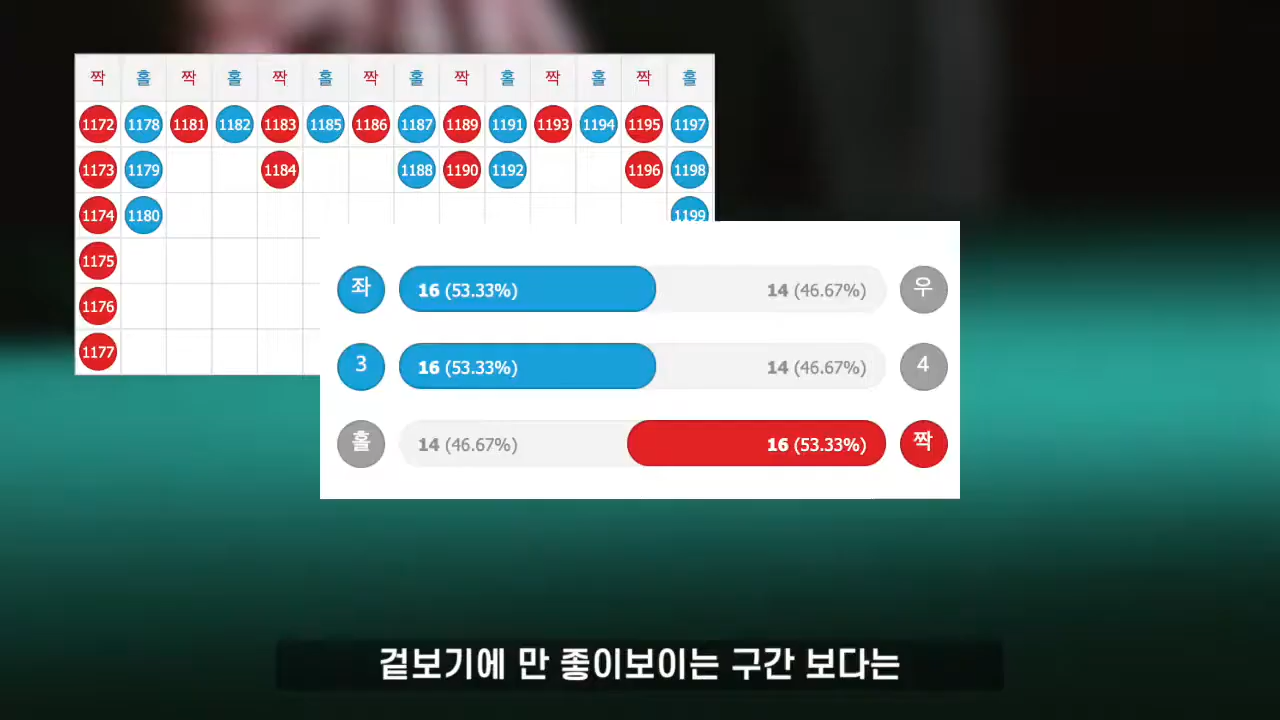 짝 홀 짝 홀 짝 홀 짝 홀 짝 홀 짝 홀 짝 홀
1172 1178 1181 1182 1183 1185 1186 1187 1189 1191 1193 1194 1195 1197
1173 1179 1184 1188 1190 1192 1196 1198
1174 1180 1199
1175
1176
1177
좌 16 (53.33%) 14 (46.67%) 우
3 16 (53.33%) 14 (46.67%) 4
홀 14 (46.67%) 16 (53.33%) 짝
겉보기에 만 좋이보이는 구간 보다는